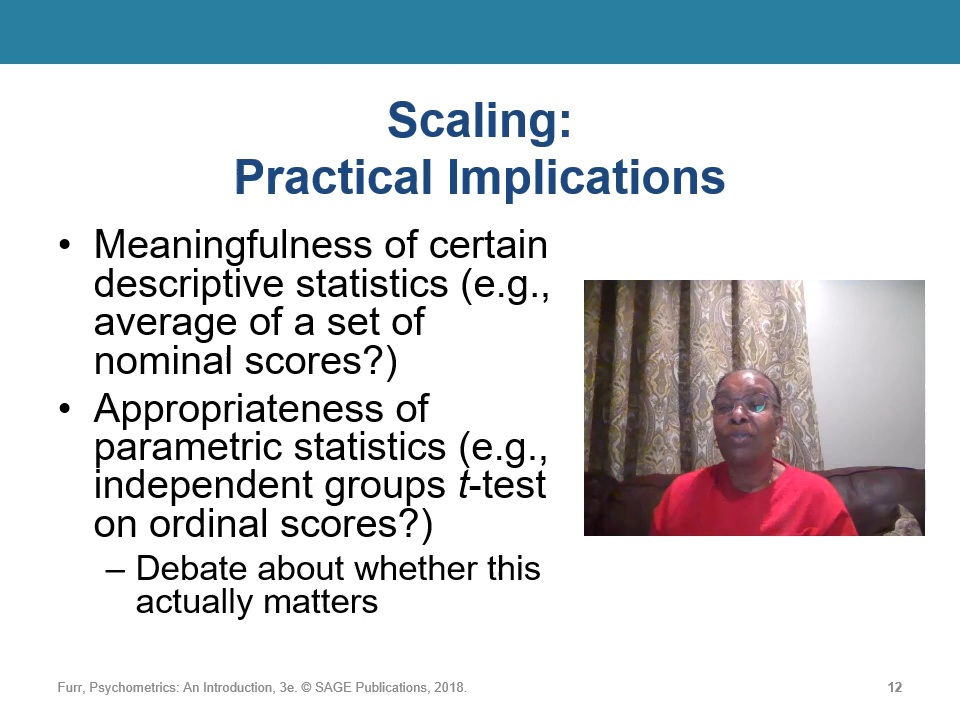 Scaling:
Practical Implications
• Meaningfulness of certain
descriptive statistics (e.g.,
average of a set of
nominal scores?)
• Appropriateness of
parametric statistics (e.g.,
independent groups t-test
on ordinal scores?)
– Debate about whether this
actually matters
Furr, Psychometrics: An Introduction, 3e. © SAGE Publications, 2018.
12